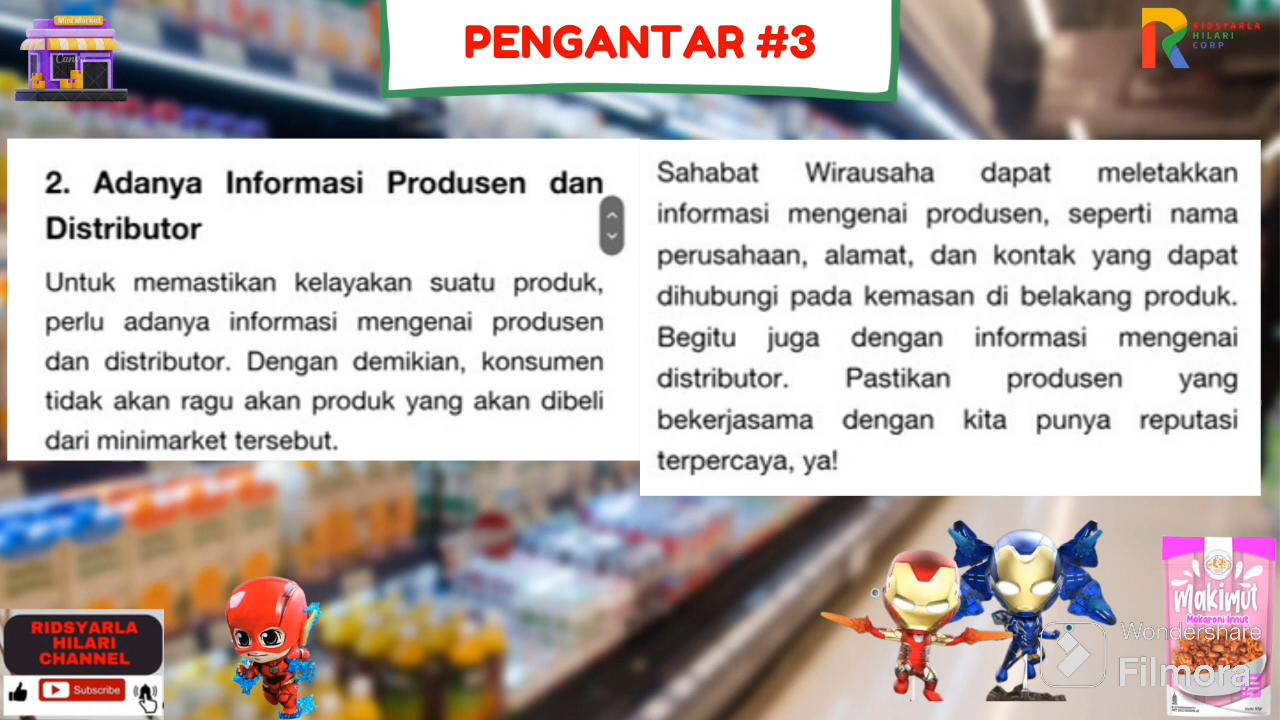 Mini Market
Canva
PENGANTAR #3
RIDSYARLA
HILARI
CORP
2. Adanya Informasi Produsen dan
Distributor
Untuk memastikan kelayakan suatu produk,
perlu adanya informasi mengenai produsen
dan distributor. Dengan demikian, konsumen
tidak akan ragu akan produk yang akan dibeli
dari minimarket tersebut.
Sahabat Wirausaha dapat meletakkan
informasi mengenai produsen, seperti nama
perusahaan, alamat, dan kontak yang dapat
dihubungi pada kemasan di belakang produk.
Begitu juga dengan informasi mengenai
distributor. Pastikan produsen yang
bekerjasama dengan kita punya reputasi
terpercaya, ya!
RIDSYARLA
HILARI
CHANNEL
Subscribe
makimut
Makaroni Imut
Wondershare
Filmora